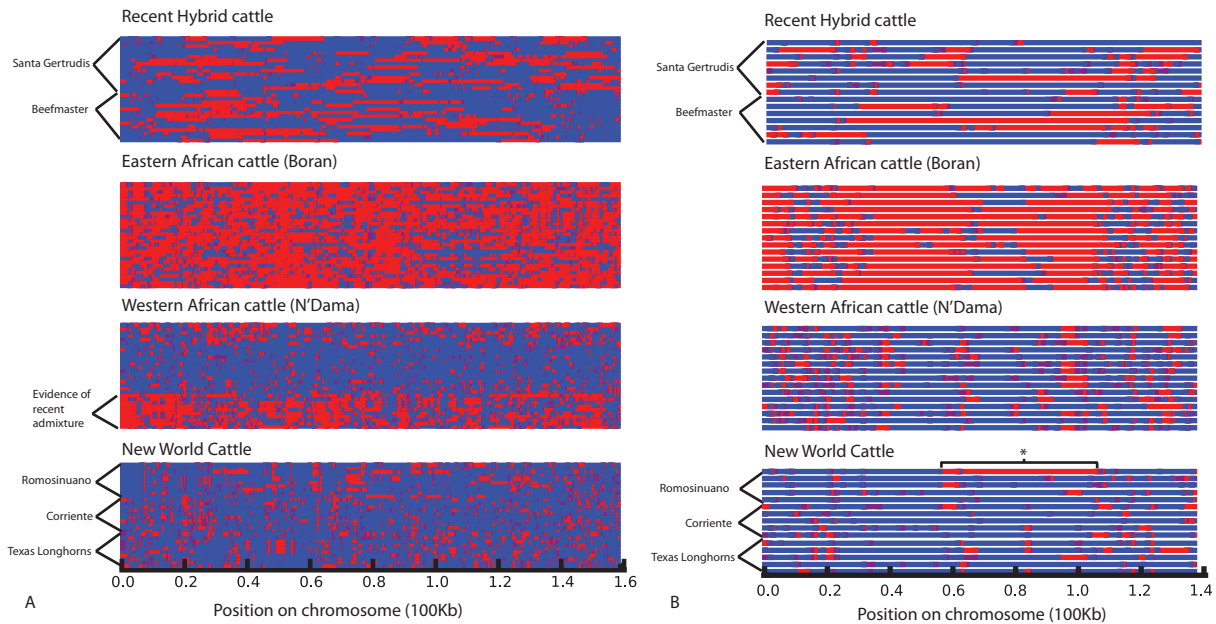 Recent Hybrid cattle
Santa Gertrudis
Beefmaster
Eastern African cattle (Boran)
Western African cattle (N'Dama)
Evidence of
recent
admixture
New World Cattle
Romosinuano
Corriente
Texas Longhorns
0.0 0.2 0.4 0.6 0.8 1.0 1.2 1.4 1.6
A
Position on chromosome (100Kb)
Recent Hybrid cattle
Santa Gertrudis
Beefmaster
Eastern African cattle (Boran)
Western African cattle (N'Dama)
New World Cattle
*
Romosinuano
Corriente
Texas Longhorns
0.0 0.2 0.4 0.6 0.8 1.0 1.2 1.4
B
Position on chromosome (100Kb)